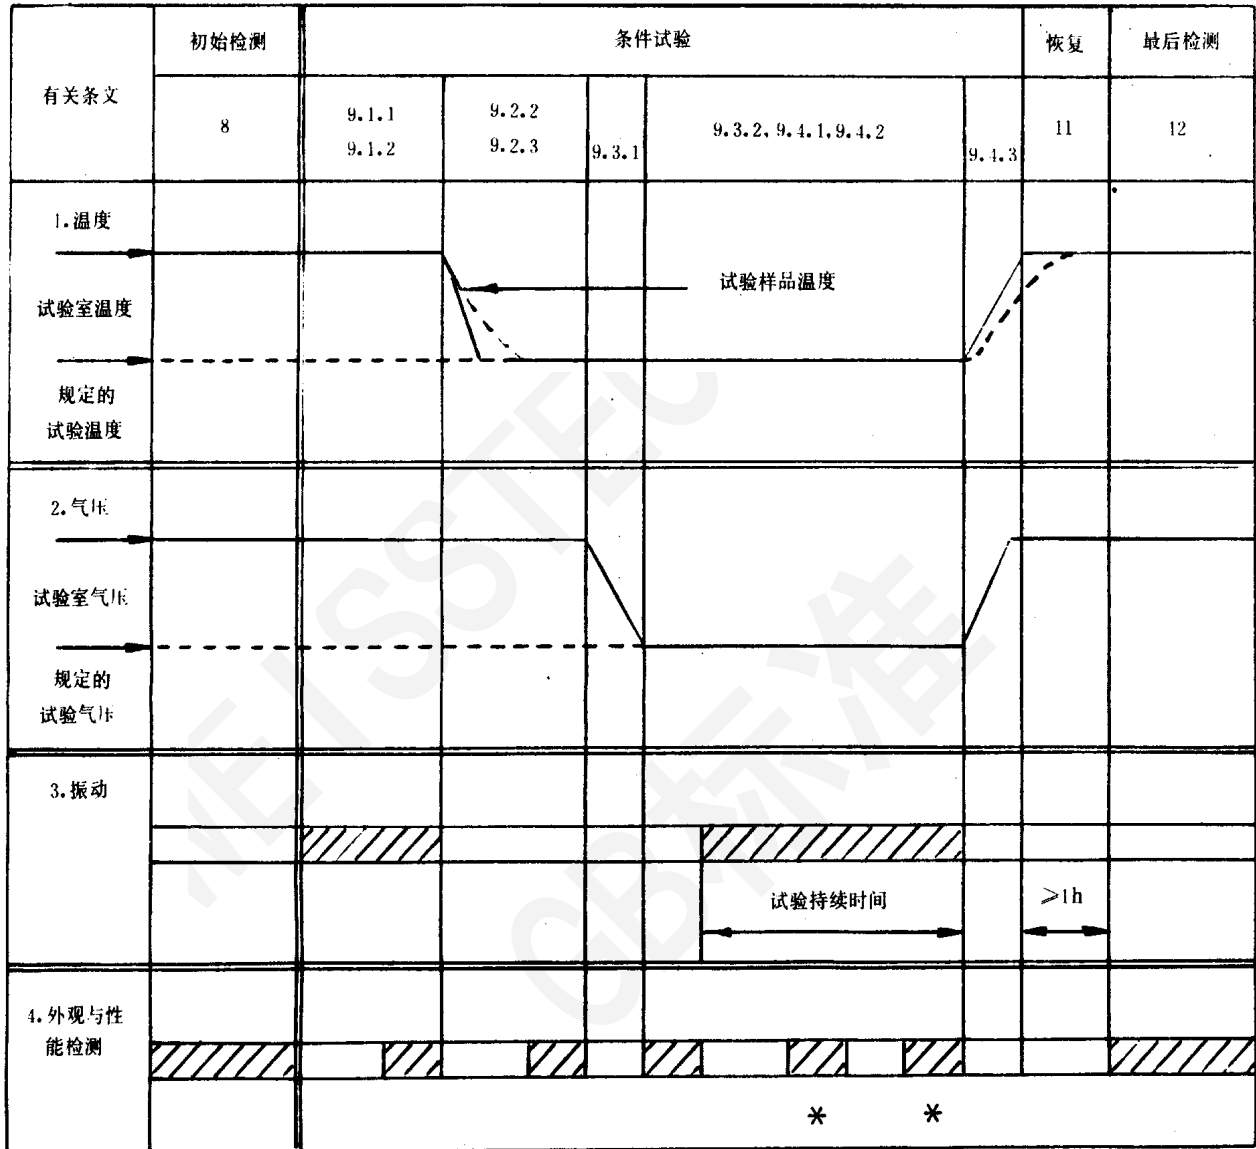 初始检测
条件试验
恢复
最后检测
有关条文
8
9.1.1
9.1.2
9.2.2
9.2.3
9.3.1
9.3.2,9.4.1,9.4.2
9.4.3
11
12
1.温度
试验样品温度
试验室温度
规定的
试验温度
2.气压
试验室气压
规定的
试验气压
3.振动
试验持续时间
≥1h
4.外观与性
能检测
* *
WEISSTEC
GB标准